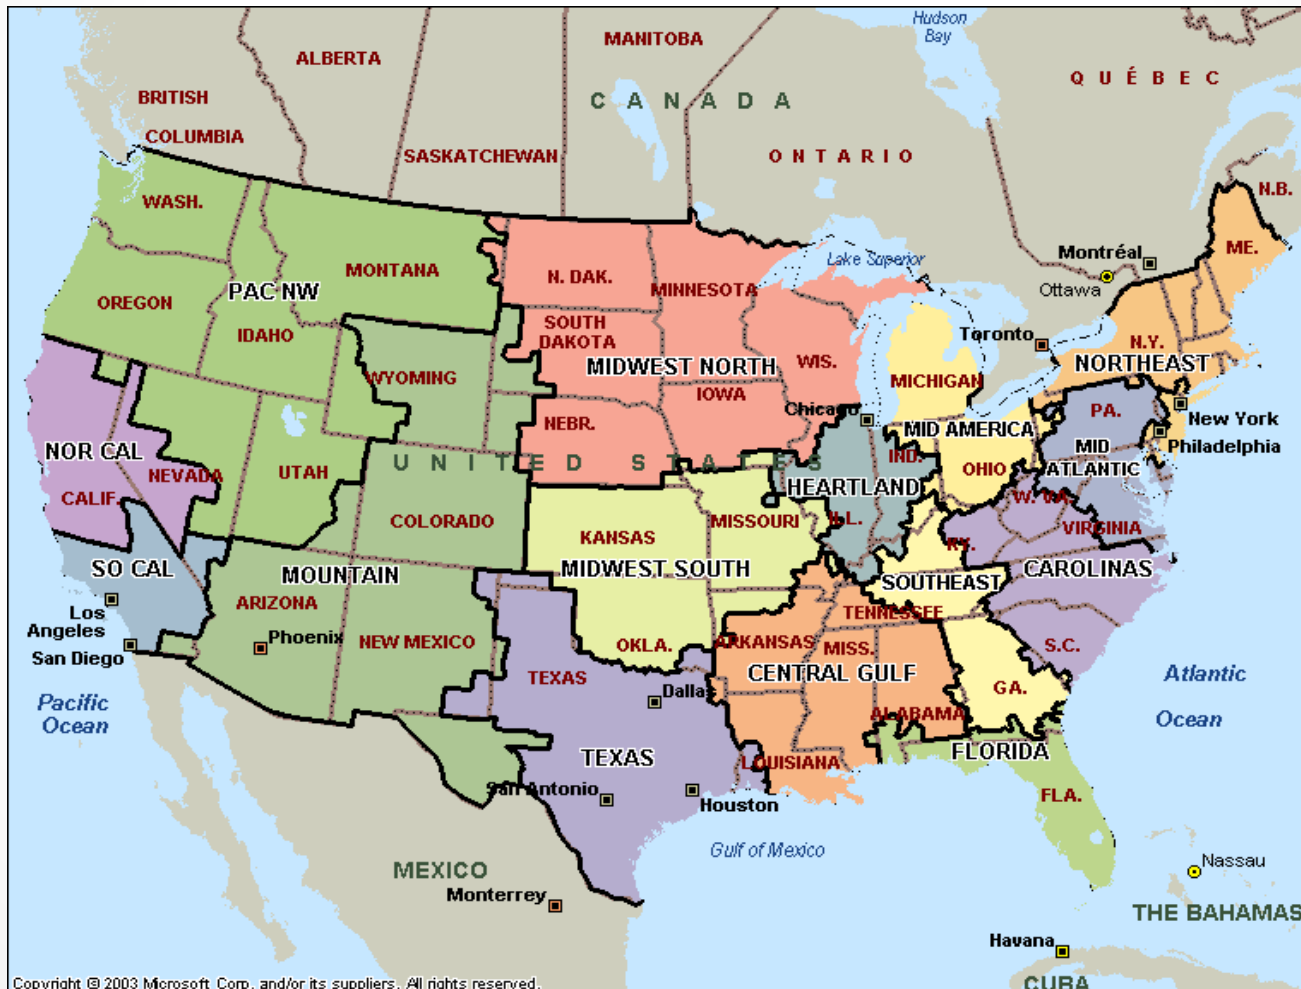 Hudson
Bay
MANITOBA
ALBERTA
QUÉBEC
BRITISH
CANADA
COLUMBIA
SASKATCHEWAN
ONTARIO
N.B.
WASH.
ME.
Montréal
Lake Superior
MONTANA
N. DAK.
MINNESOTA
Ottawa
PAC NW
OREGON
SOUTH
DAKOTA
IDAHO
Toronto
N.Y.
NORTHEAST
MIDWEST NORTH
WIS.
WYOMING
MICHIGAN
IOWA
Chicago
PA.
New York
NEBR.
MID AMERICA
Philadelphia
NOR CAL
MID
ATLANTIC
IND.
UNITED STATES
NEVADA
UTAH
OHIO
HEARTLAND
CALIF.
W. VA.
COLORADO
MISSOURI
ILL.
VIRGINIA
KANSAS
KY.
SO CAL
MOUNTAIN
MIDWEST SOUTH
SOUTHEAST
CAROLINAS
ARIZONA
Los
Angeles
TENNESSEE
Phoenix
NEW MEXICO
OKLA.
ARKANSAS
MISS.
S.C.
San Diego
TEXAS
CENTRAL GULF
GA.
Atlantic
Ocean
Pacific
Ocean
Dallas
ALABAMA
TEXAS
LOUISIANA
FLORIDA
San Antonio
Houston
FLA.
Gulf of Mexico
MEXICO
Nassau
Monterrey
THE BAHAMAS
Havana
CUBA
Copyright © 2003 Microsoft Corp. and/or its suppliers. All rights reserved.